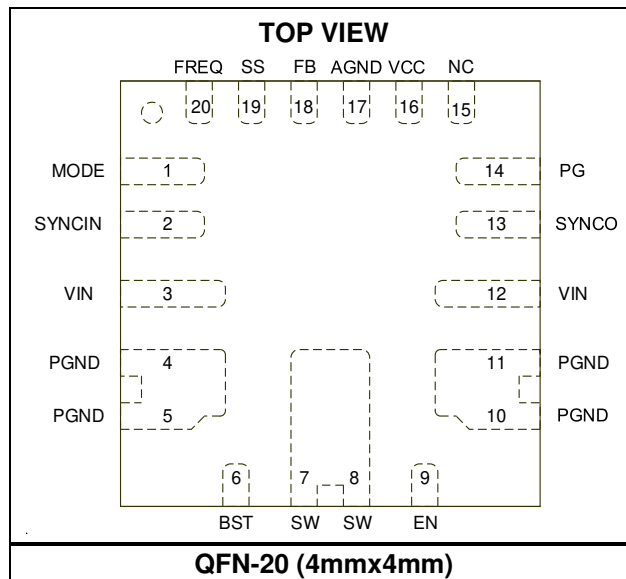 TOP VIEW
FREQ SS FB AGND VCC NC
20 19 18 17 16 15
MODE 1 14 PG
SYNCIN 2 13 SYNCO
VIN 3 12 VIN
PGND 4 11 PGND
PGND 5 10 PGND
6 7 8 9
BST SW SW EN
QFN-20 (4mmx4mm)